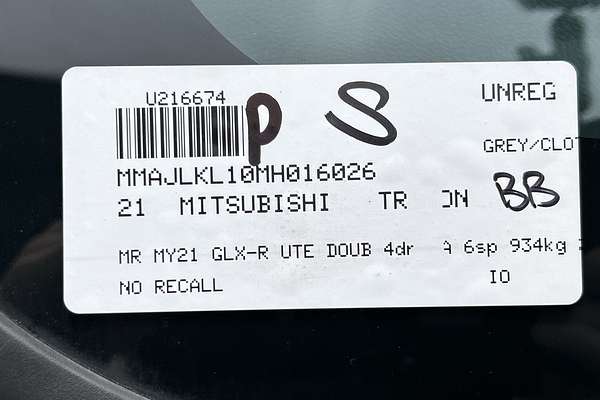 U216674 P S UNREG
GREY/CLO
MMAJLKL10MH016026
21 MITSUBISHI TR ON BB
MR MY21 GLX-R UTE DOUB 4dr A 6sp 934kg
NO RECALL IO